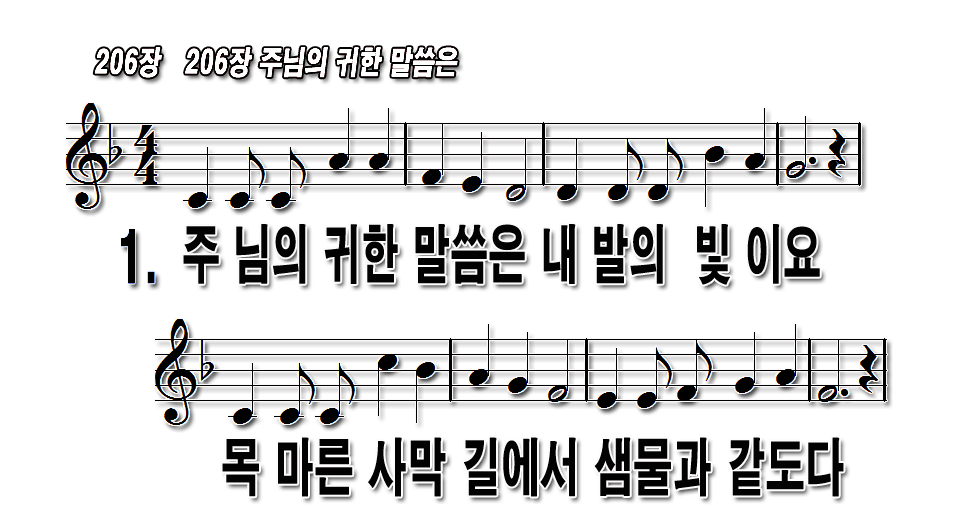 206장 206장 주님의 귀한 말씀은
4
4
1. 주 님의 귀한 말씀은 내 발의 빛 이요
목 마른 사막 길에서 샘물과 같도다